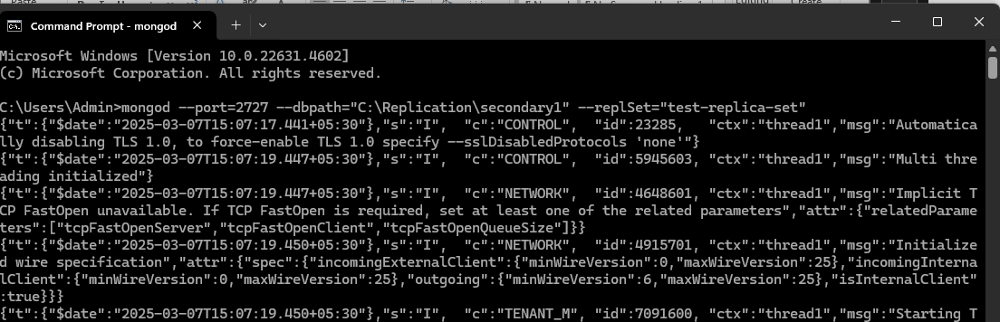 Command Prompt - mongod
Microsoft Windows [Version 10.0.22631.4602]
(c) Microsoft Corporation. All rights reserved.
C:\Users\Admin>mongod --port=2727 --dbpath="C:\Replication\secondary1" --replSet="test-replica-set"
{"t":{"$date":"2025-03-07T15:07:17.441+05:30"},"s":"I",  "c":"CONTROL",  "id":23285,   "ctx":"thread1","msg":"Automatica
lly disabling TLS 1.0, to force-enable TLS 1.0 specify --sslDisabledProtocols 'none'"}
{"t":{"$date":"2025-03-07T15:07:19.447+05:30"},"s":"I",  "c":"CONTROL",  "id":5945603, "ctx":"thread1","msg":"Multi thre
ading initialized"}
{"t":{"$date":"2025-03-07T15:07:19.447+05:30"},"s":"I",  "c":"NETWORK",  "id":4648601, "ctx":"thread1","msg":"Implicit T
CP FastOpen unavailable. If TCP FastOpen is required, set at least one of the related parameters","attr":{"relatedParame
ters":["tcpFastOpenServer","tcpFastOpenClient","tcpFastOpenQueueSize"]}}
{"t":{"$date":"2025-03-07T15:07:19.450+05:30"},"s":"I",  "c":"NETWORK",  "id":4915701, "ctx":"thread1","msg":"Initialize
d wire specification","attr":{"spec":{"incomingExternalClient":{"minWireVersion":0,"maxWireVersion":25},"incomingInterna
lClient":{"minWireVersion":0,"maxWireVersion":25},"outgoing":{"minWireVersion":6,"maxWireVersion":25},"isInternalClient"
:true}}}
{"t":{"$date":"2025-03-07T15:07:19.450+05:30"},"s":"I",  "c":"TENANT_M", "id":7091600, "ctx":"thread1","msg":"Starting T